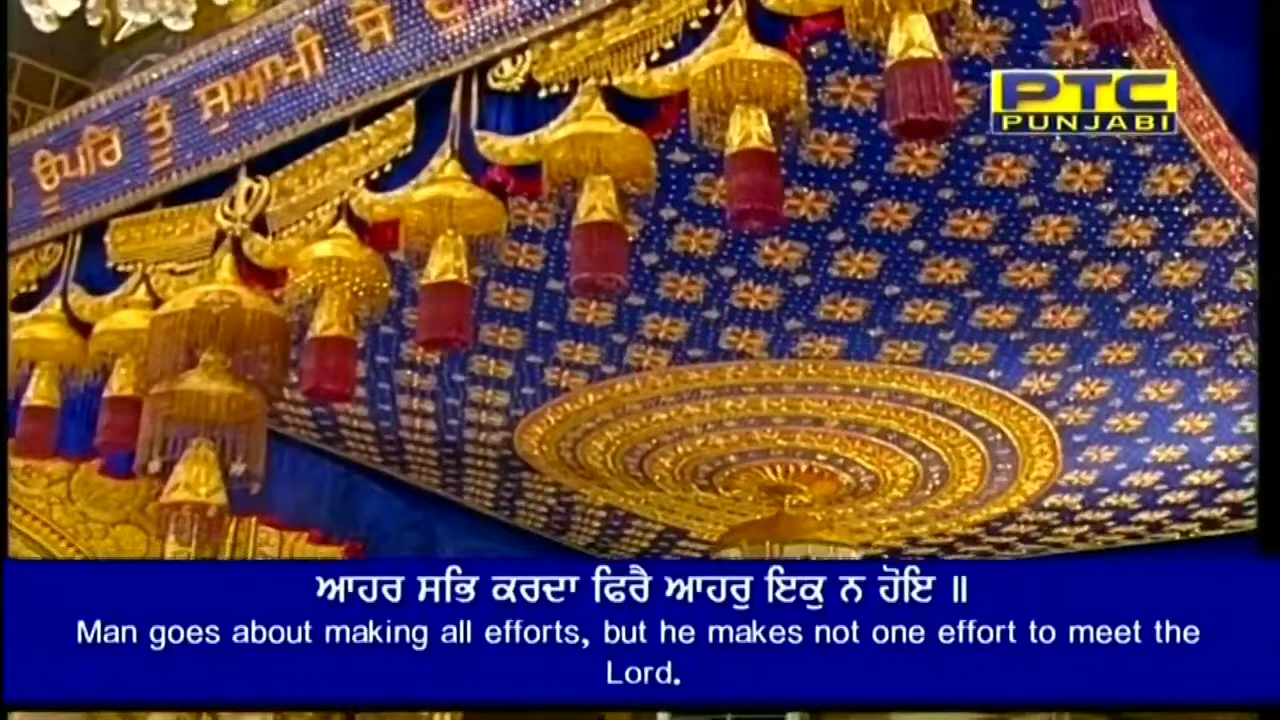 ਊਪਰਿ ਤੂੰ ਸੁਆਮੀ ਸੋ
PTC
PUNJABI
ਆਹਰ ਸਭਿ ਕਰਦਾ ਫਿਰੈ ਆਹਰੁ ਇਕੁ ਨ ਹੋਇ ॥
Man goes about making all efforts, but he makes not one effort to meet the
Lord.